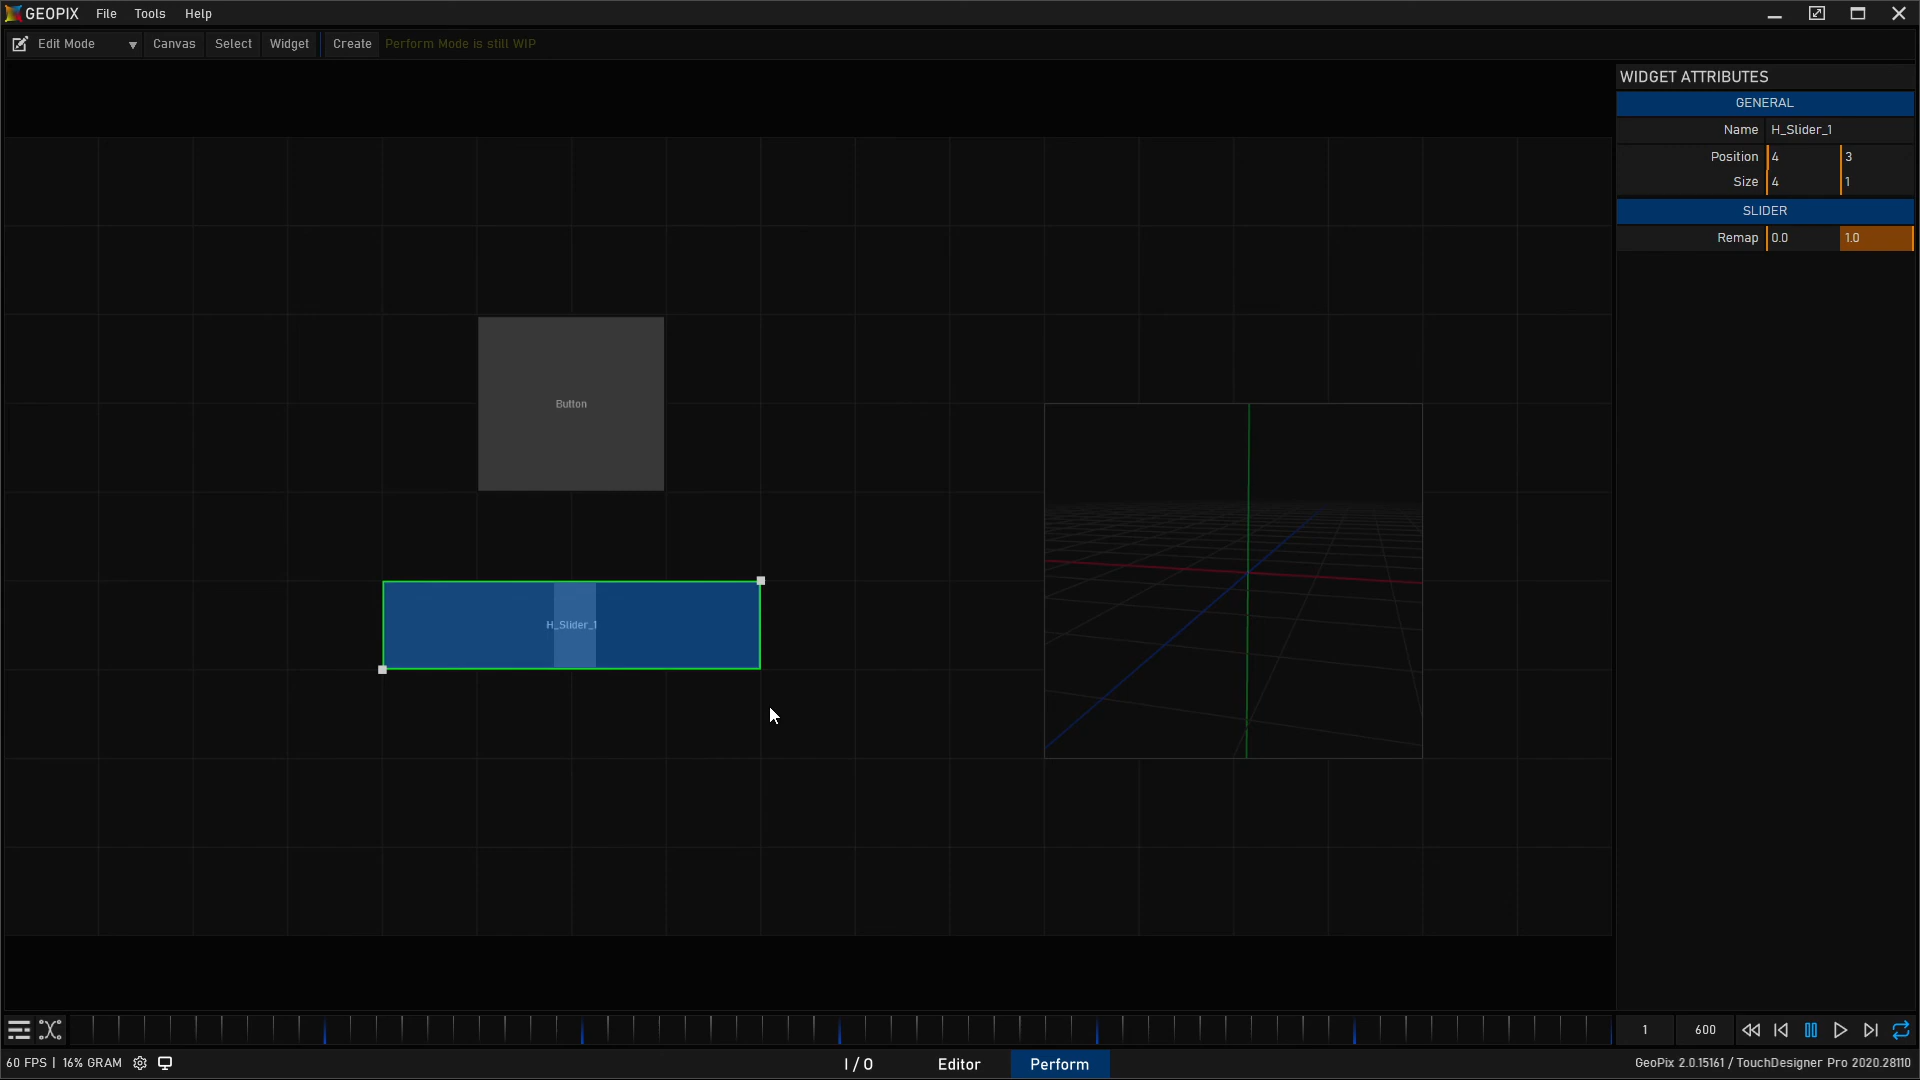 GEOPIX File Tools Help
Edit Mode Canvas Select Widget Create Perform Mode is still WIP
WIDGET ATTRIBUTES
GENERAL
Name H_Slider_1
Position 4 3
Size 4 1
SLIDER
Remap 0.0 1.0
Button
H_Slider_1
1 600
60 FPS | 16% GRAM I / O Editor Perform GeoPix 2.0.15161 / TouchDesigner Pro 2020.28110